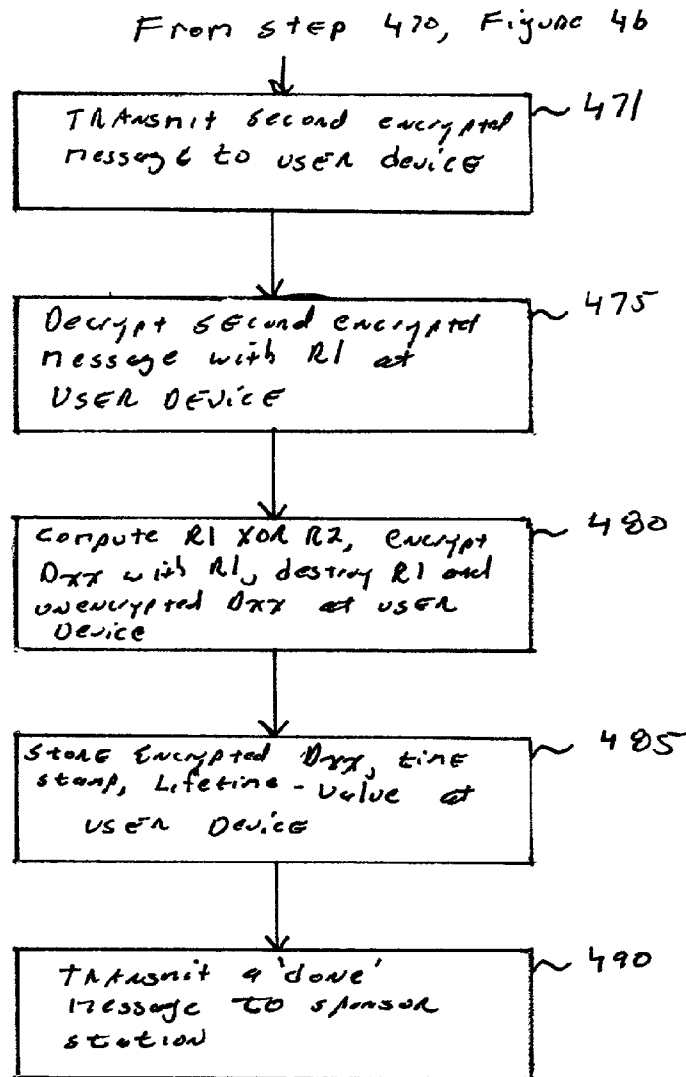 From step 470, Figure 4b
Transmit second encrypted
message to user device
471
Decrypt second encrypted
message with R1 at
user device
475
Compute R1 XOR R2, encrypt
Dxx with R1, destroy R1 and
unencrypted Dxx at user
Device
480
Store Encrypted Dxx, time
stamp, Lifetime-value at
user Device
485
Transmit a 'done'
message to sponsor
station
490